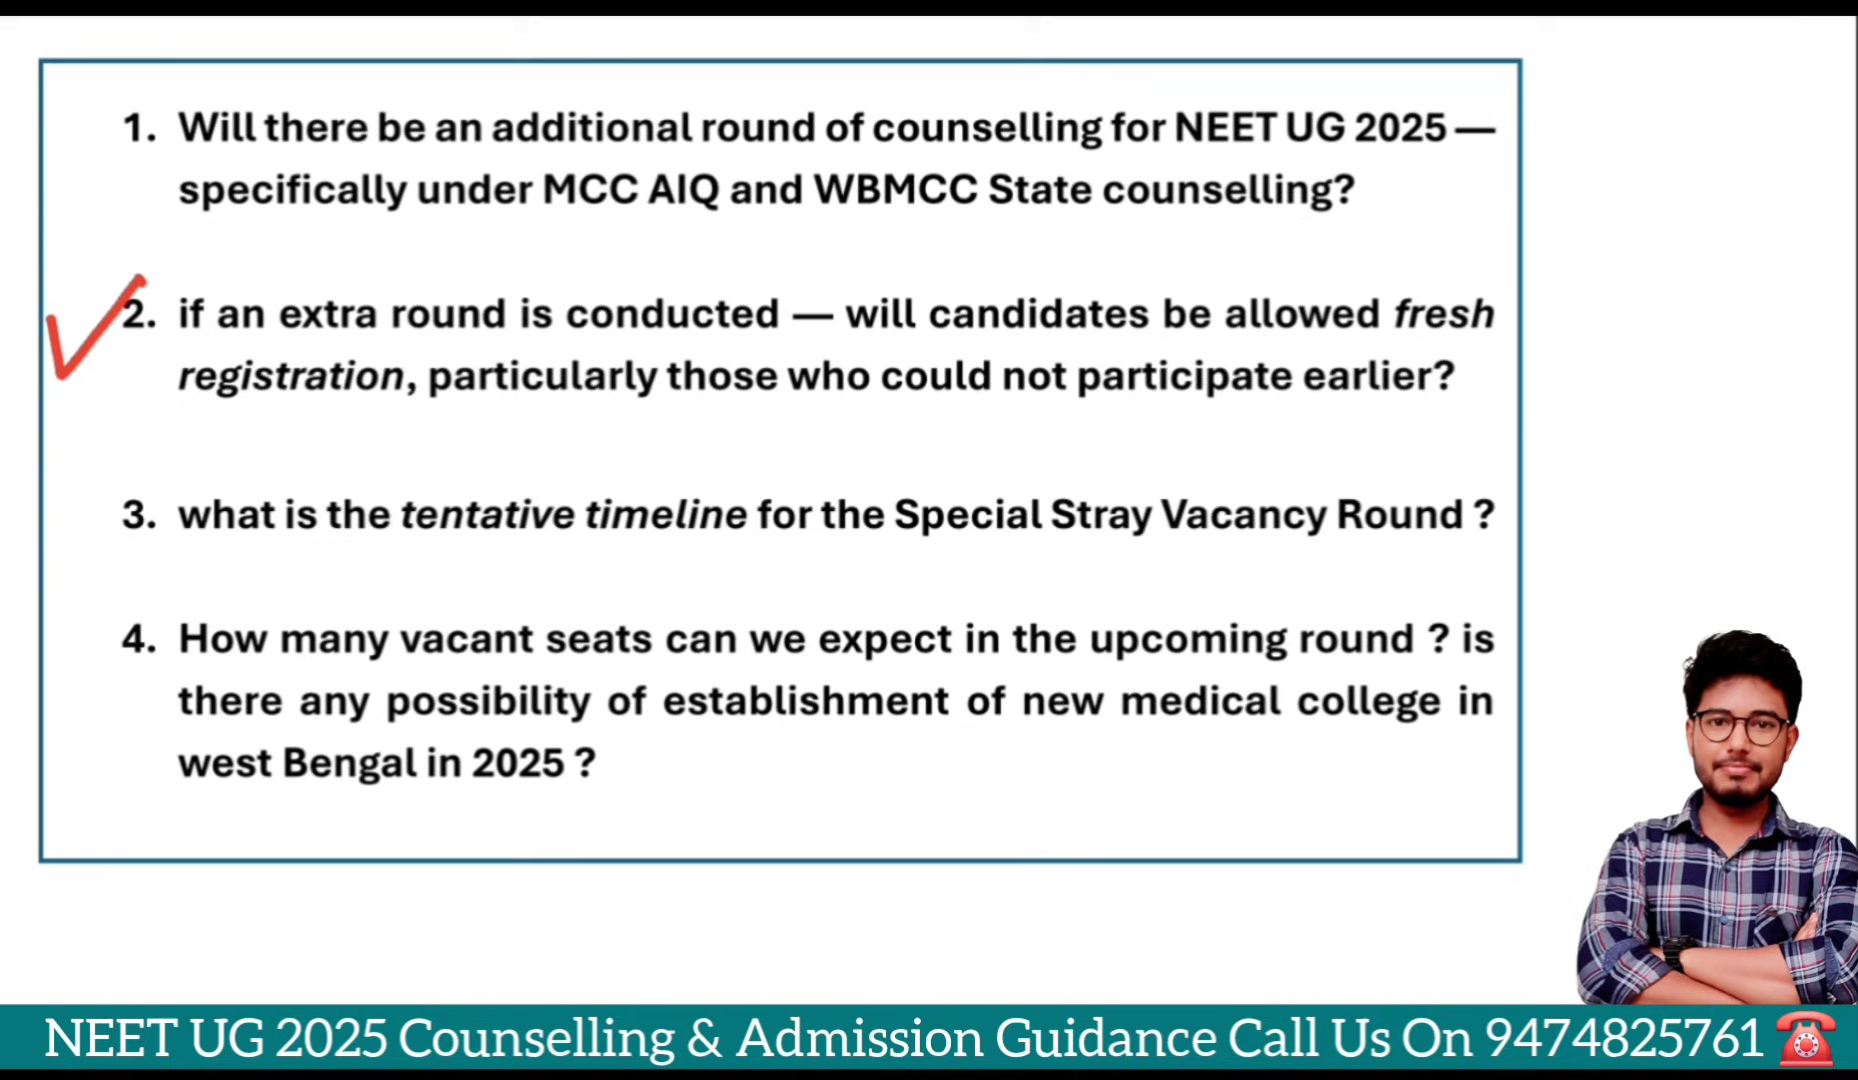 1. Will there be an additional round of counselling for NEET UG 2025 —
specifically under MCC AIQ and WBMCC State counselling?
2. if an extra round is conducted — will candidates be allowed fresh
registration, particularly those who could not participate earlier?
3. what is the tentative timeline for the Special Stray Vacancy Round ?
4. How many vacant seats can we expect in the upcoming round ? is
there any possibility of establishment of new medical college in
west Bengal in 2025 ?
NEET UG 2025 Counselling & Admission Guidance Call Us On 9474825761